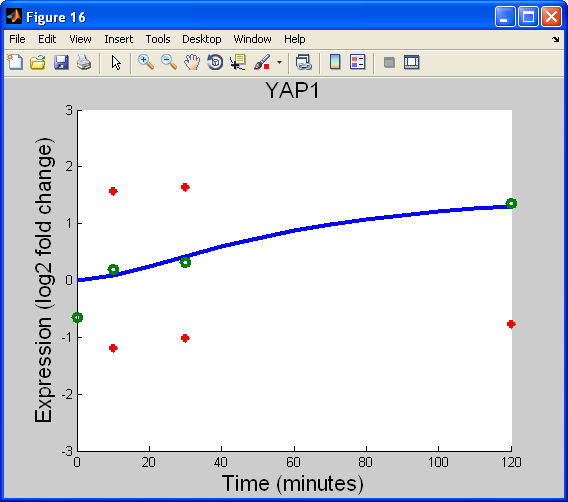 Figure 16
File Edit View Insert Tools Desktop Window Help
YAP1
3
2
1
0
-1
-2
-3
Expression (log2 fold change)
0 20 40 60 80 100 120
Time (minutes)